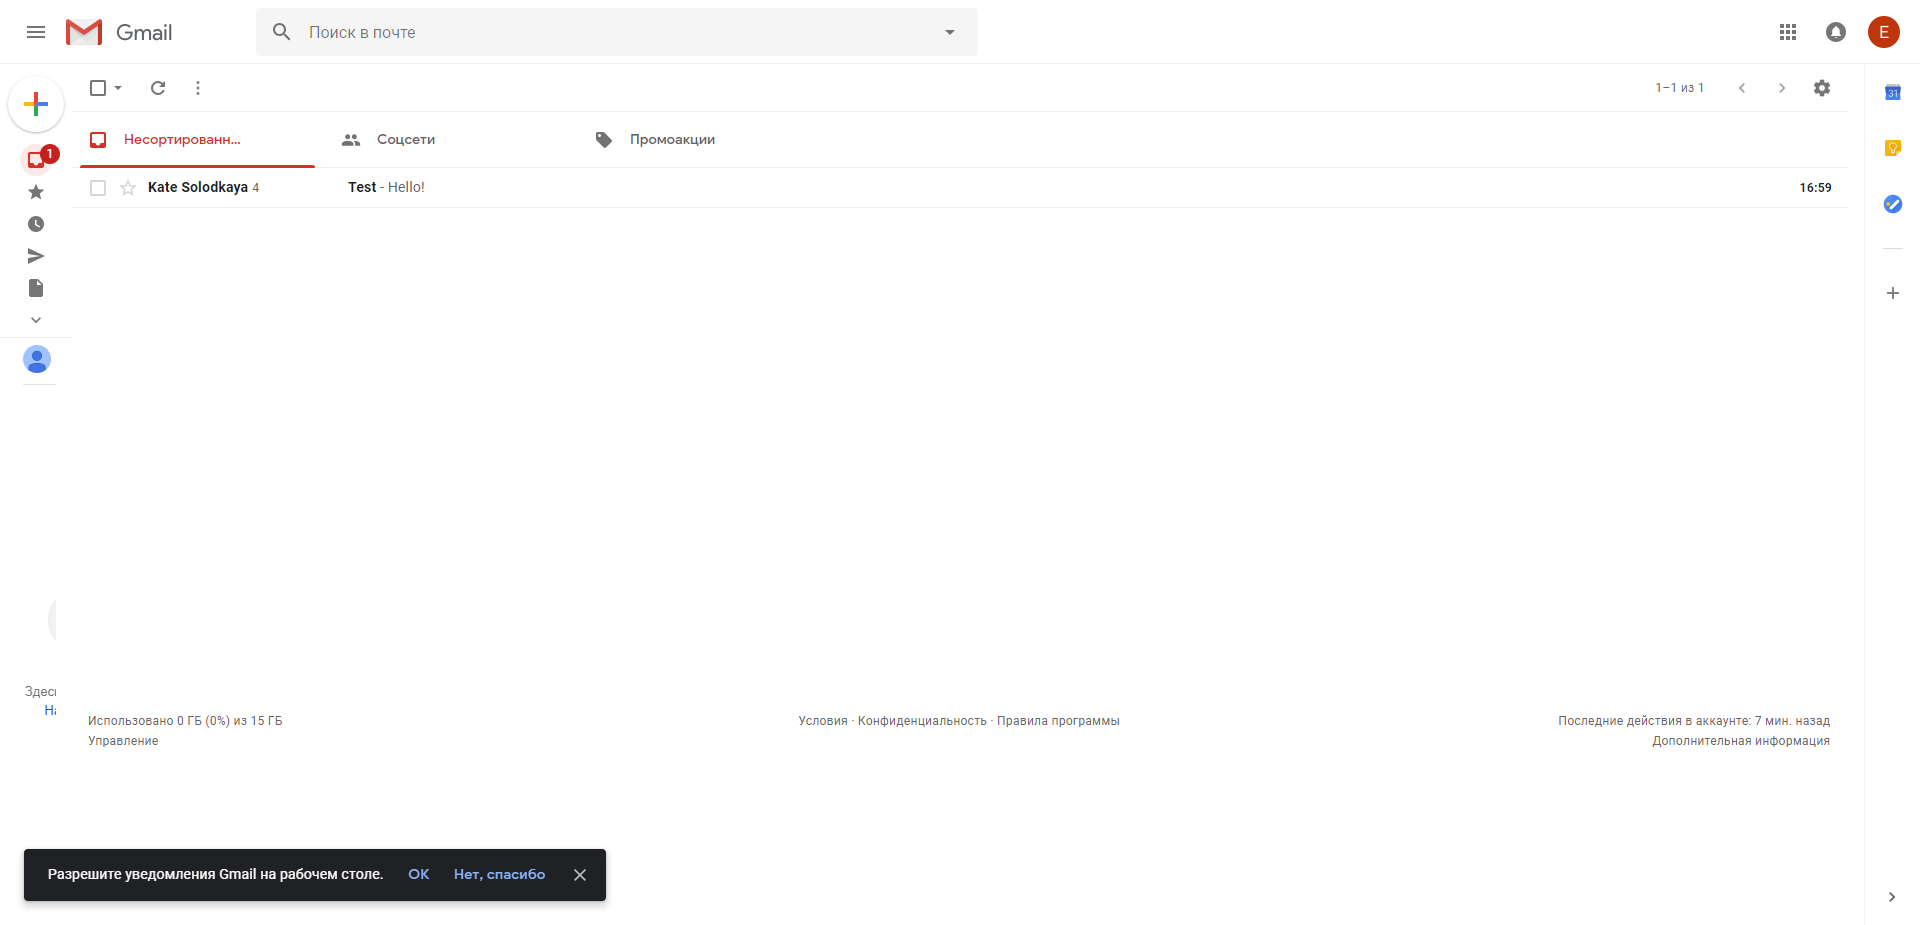 Gmail
Поиск в почте
E
1–1 из 1
31
1
Несортированн...
Соцсети
Промоакции
Kate Solodkaya 4
Test - Hello!
16:59
Использовано 0 ГБ (0%) из 15 ГБ
Управление
Условия · Конфиденциальность · Правила программы
Последние действия в аккаунте: 7 мин. назад
Дополнительная информация
Разрешите уведомления Gmail на рабочем столе. ОК Нет, спасибо